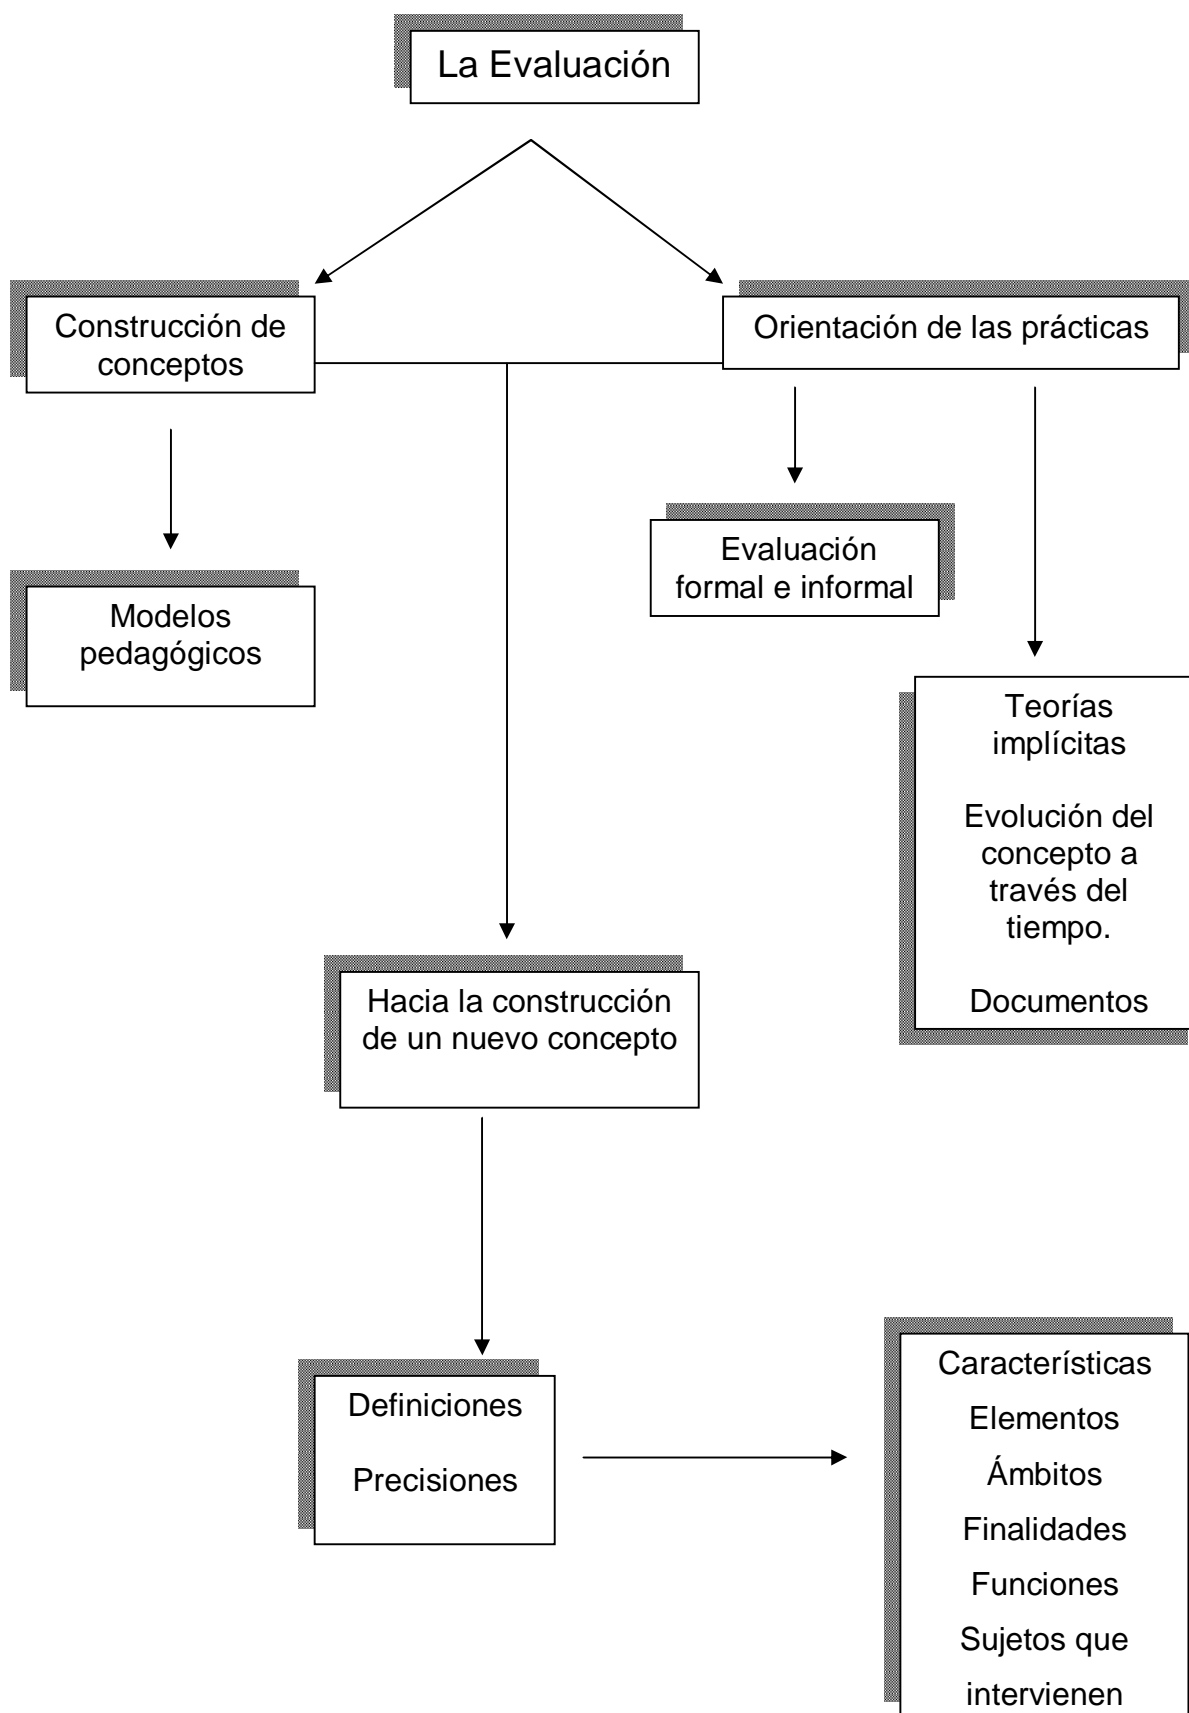 La Evaluación
Construcción de
conceptos
Orientación de las prácticas
Modelos
pedagógicos
Evaluación
formal e informal
Teorías
implícitas
Evolución del
concepto a
través del
tiempo.
Documentos
Hacia la construcción
de un nuevo concepto
Definiciones
Precisiones
Características
Elementos
Ámbitos
Finalidades
Funciones
Sujetos que
intervienen